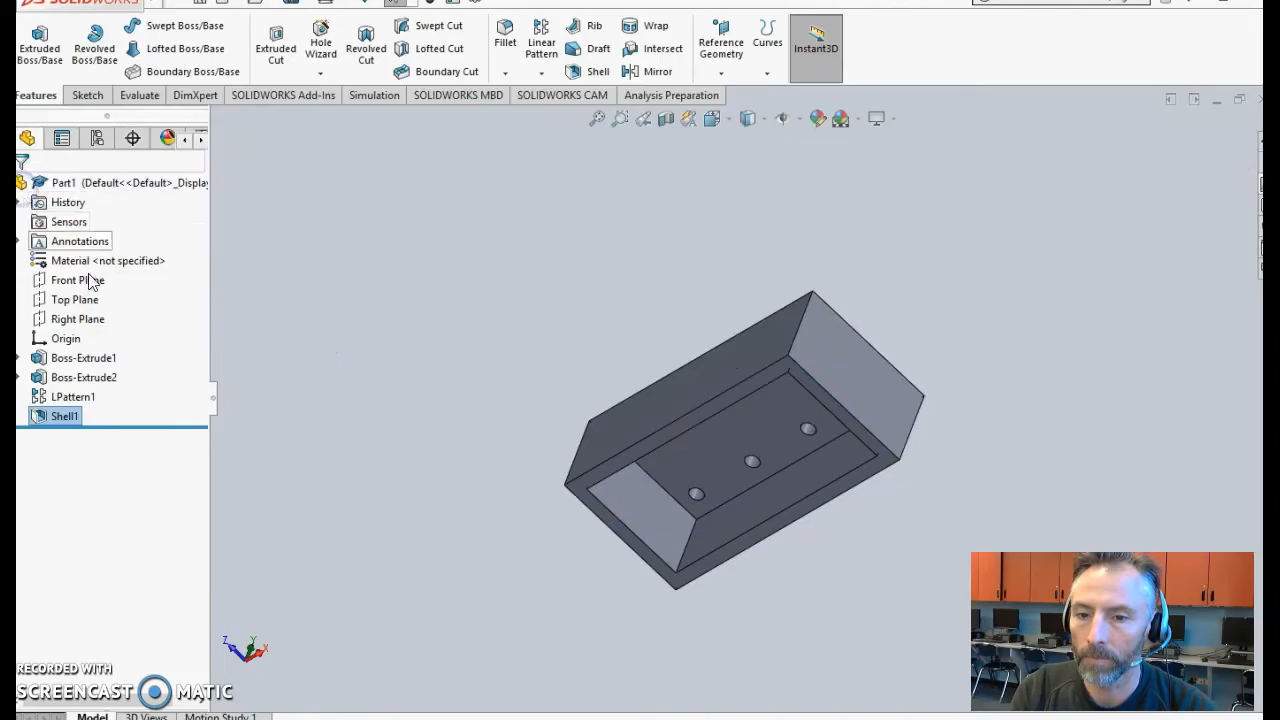 SOLIDWORKS
Extruded Boss/Base
Revolved Boss/Base
Swept Boss/Base
Lofted Boss/Base
Boundary Boss/Base
Extruded Cut
Hole Wizard
Revolved Cut
Swept Cut
Lofted Cut
Boundary Cut
Fillet
Linear Pattern
Rib
Draft
Shell
Wrap
Intersect
Mirror
Reference Geometry
Curves
Instant3D
Features Sketch Evaluate DimXpert SOLIDWORKS Add-Ins Simulation SOLIDWORKS MBD SOLIDWORKS CAM Analysis Preparation
Part1 (Default<<Default>_Display
History
Sensors
Annotations
Material <not specified>
Front Plane
Top Plane
Right Plane
Origin
Boss-Extrude1
Boss-Extrude2
LPattern1
Shell1
Z Y X
RECORDED WITH
SCREENCAST MATIC
Model 3D Views Motion Study 1